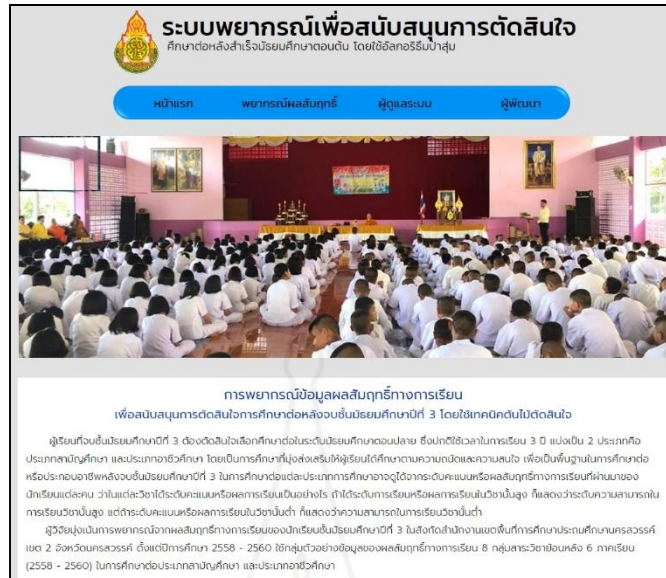 ระบบพยากรณ์เพื่อสนับสนุนการตัดสินใจ
ศึกษาต่อหลังสำเร็จมัธยมศึกษาตอนต้น โดยใช้อัลกอริธึมป่าสุ่ม
หน้าแรก พยากรณ์ผลสัมฤทธิ์ ผู้ดูแลระบบ ผู้พัฒนา
การพยากรณ์ข้อมูลผลสัมฤทธิ์ทางการเรียน
เพื่อสนับสนุนการตัดสินใจการศึกษาต่อหลังจบชั้นมัธยมศึกษาปีที่ 3 โดยใช้เทคนิคต้นไม้ตัดสินใจ
ผู้เรียนที่จบชั้นมัธยมศึกษาปีที่ 3 ต้องตัดสินใจเลือกศึกษาต่อในระดับมัธยมศึกษาตอนปลาย ซึ่งปกติใช้เวลาในการเรียน 3 ปี แบ่งเป็น 2 ประเภทคือ
ประเภทสามัญศึกษา และประเภทอาชีวศึกษา โดยเป็นการศึกษาที่มุ่งส่งเสริมให้ผู้เรียนได้ศึกษาตามความถนัดและความสนใจ เพื่อเป็นพื้นฐานในการศึกษาต่อ
หรือประกอบอาชีพหลังจบชั้นมัธยมศึกษาปีที่ 3 ในการศึกษาต่อแต่ละประเภทการศึกษาอาจดูได้จากระดับคะแนนหรือผลสัมฤทธิ์ทางการเรียนที่ผ่านมาของ
นักเรียนแต่ละคน ว่าในแต่ละวิชาได้ระดับคะแนนหรือผลการเรียนเป็นอย่างไร ถ้าได้ระดับการเรียนหรือผลการเรียนในวิชานั้นสูง ก็แสดงว่าระดับความสามารถใน
การเรียนวิชานั้นสูง แต่ถ้าระดับคะแนนหรือผลการเรียนในวิชานั้นต่ำ ก็แสดงว่าความสามารถในการเรียนวิชานั้นต่ำ
ผู้วิจัยมุ่งเน้นการพยากรณ์จากผลสัมฤทธิ์ทางการเรียนของนักเรียนชั้นมัธยมศึกษาปีที่ 3 ในสังกัดสำนักงานเขตพื้นที่การศึกษาประถมศึกษานครสวรรค์
เขต 2 จังหวัดนครสวรรค์ ตั้งแต่ปีการศึกษา 2558 - 2560 ใช้กลุ่มตัวอย่างข้อมูลของผลสัมฤทธิ์ทางการเรียน 8 กลุ่มสาระวิชาย้อนหลัง 6 ภาคเรียน
(2558 - 2560) ในการศึกษาต่อประเภทสามัญศึกษา และประเภทอาชีวศึกษา